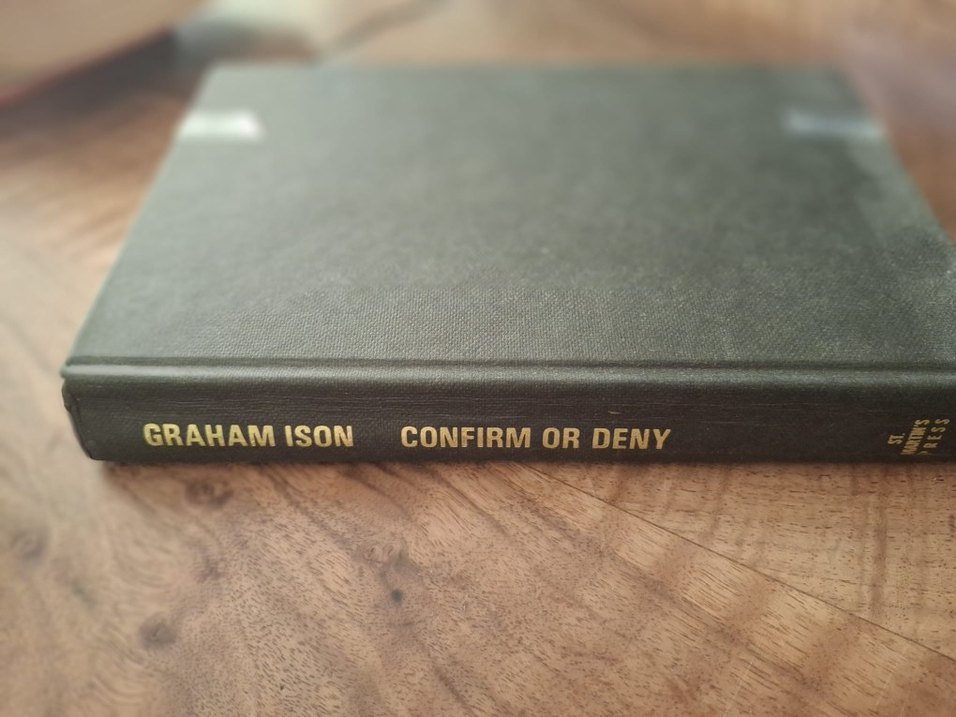 GRAHAM ISON CONFIRM OR DENY
ST.
MARTIN'S
PRESS